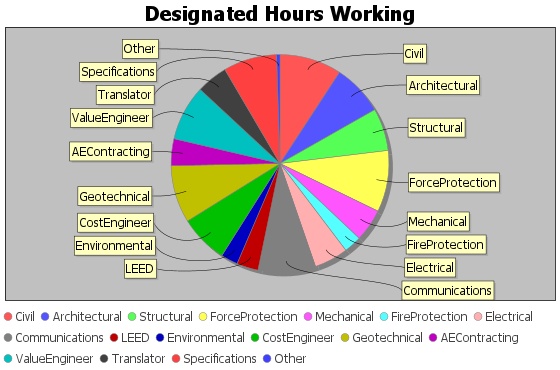 Designated Hours Working
Other
Civil
Specifications
Architectural
Translator
ValueEngineer
Structural
AEContracting
ForceProtection
Geotechnical
Mechanical
CostEngineer
FireProtection
Environmental
Electrical
LEED
Communications
Civil Architectural Structural ForceProtection Mechanical FireProtection Electrical
Communications LEED Environmental CostEngineer Geotechnical AEContracting
ValueEngineer Translator Specifications Other